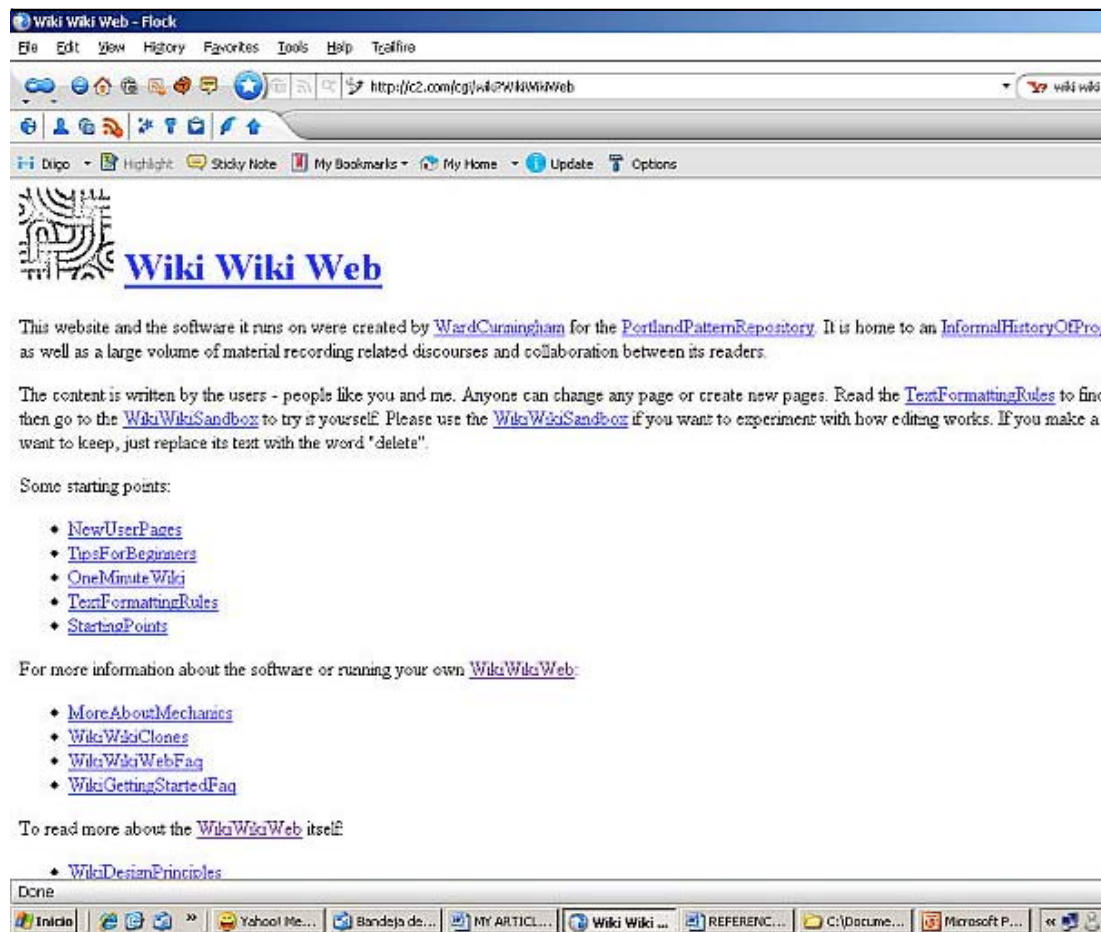 Wiki Wiki Web - Flock
File Edit View History Favorites Tools Help Trailfire
http://c2.com/cgi/wiki?WikiWikiWeb wiki wiki
Diigo Highlight Sticky Note My Bookmarks My Home Update Options
Wiki Wiki Web
This website and the software it runs on were created by WardCunningham for the PortlandPatternRepository. It is home to an InformalHistoryOfPro
as well as a large volume of material recording related discourses and collaboration between its readers.
The content is written by the users - people like you and me. Anyone can change any page or create new pages. Read the TextFormattingRules to find
then go to the WikiWikiSandbox to try it yourself. Please use the WikiWikiSandbox if you want to experiment with how editing works. If you make a
want to keep, just replace its text with the word "delete".
Some starting points:
NewUserPages
TipsForBeginners
OneMinuteWiki
TextFormattingRules
StartingPoints
For more information about the software or running your own WikiWikiWeb:
MoreAboutMechanics
WikiWikiClones
WikiWikiWebFaq
WikiGettingStartedFaq
To read more about the WikiWikiWeb itself:
WikiDesignPrinciples
Done
Inicio » Yahoo! Me... Bandeja de... MY ARTICL... Wiki Wiki ... REFERENC... C:\Docume... Microsoft P... «